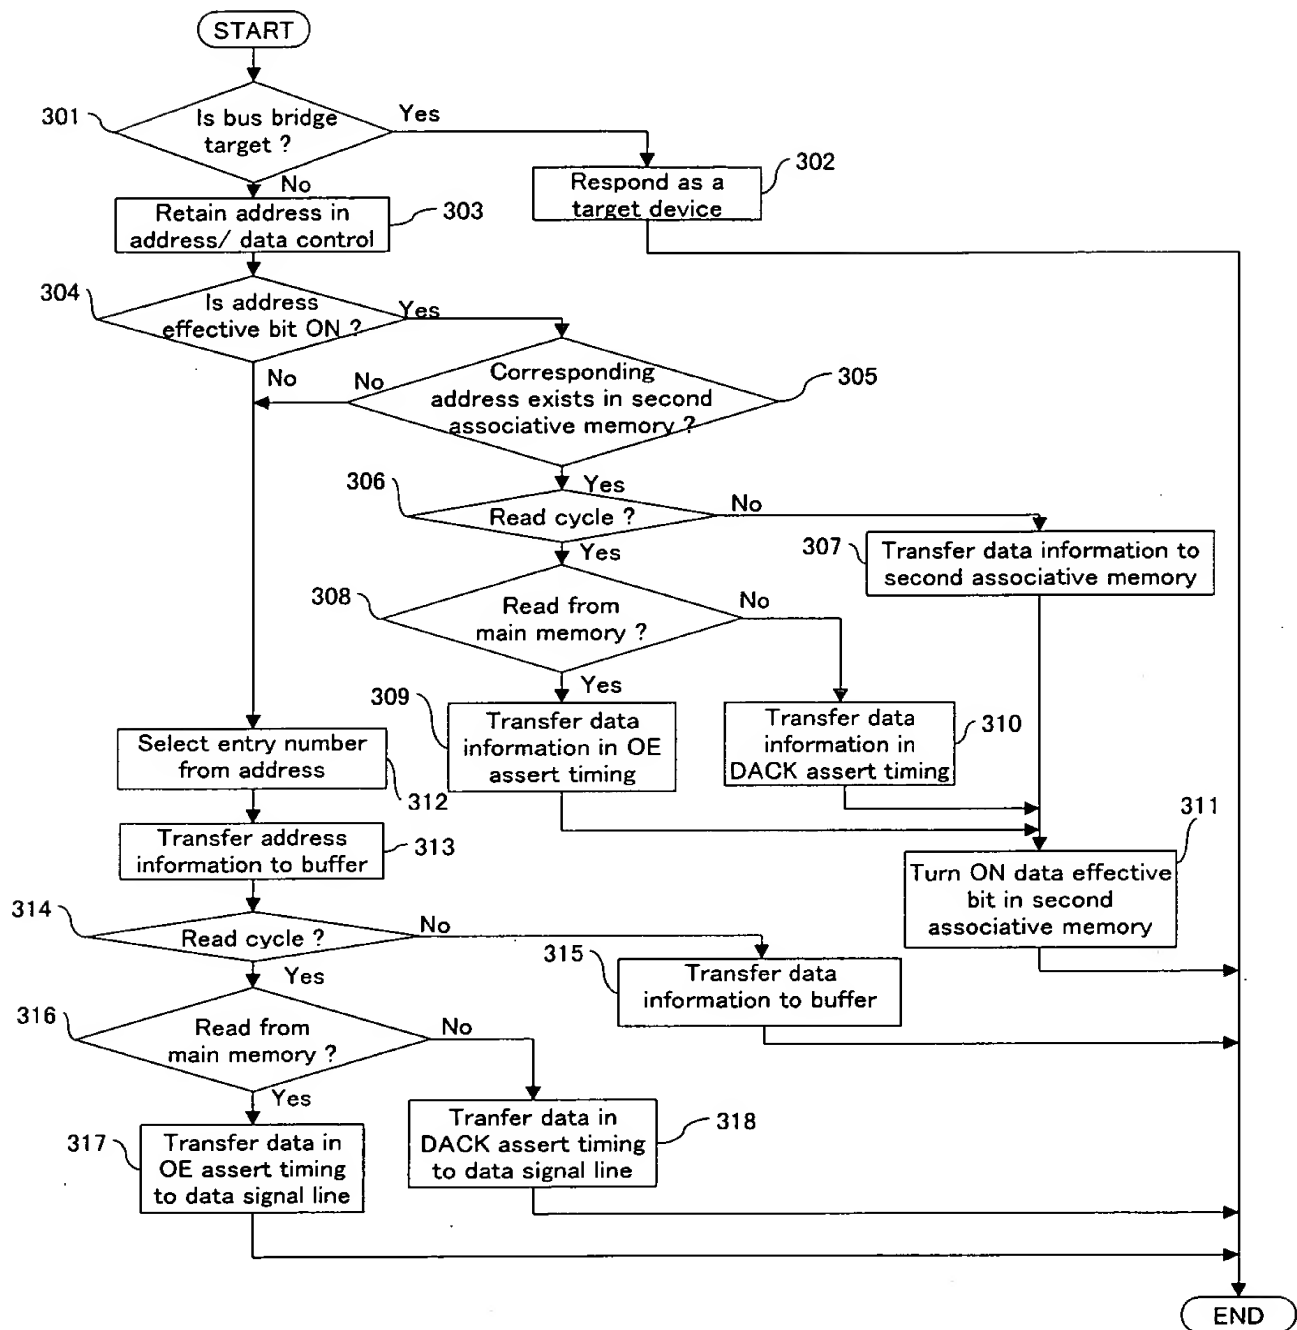 START
301
Is bus bridge
target ?
Yes
No
302
Respond as a
target device
Retain address in
address/ data control
303
304
Is address
effective bit ON ?
Yes
No
No
Corresponding
address exists in second
associative memory ?
305
Yes
306
Read cycle ?
No
Yes
307
Transfer data information to
second associative memory
308
Read from
main memory ?
No
Yes
309
Transfer data
information in OE
assert timing
Transfer data
information in
DACK assert timing
310
Select entry number
from address
312
311
Transfer address
information to buffer
313
Turn ON data effective
bit in second
associative memory
314
Read cycle ?
No
Yes
315
Transfer data
information to buffer
316
Read from
main memory ?
No
Yes
317
Transfer data in
OE assert timing
to data signal line
Tranfer data in
DACK assert timing
to data signal line
318
END